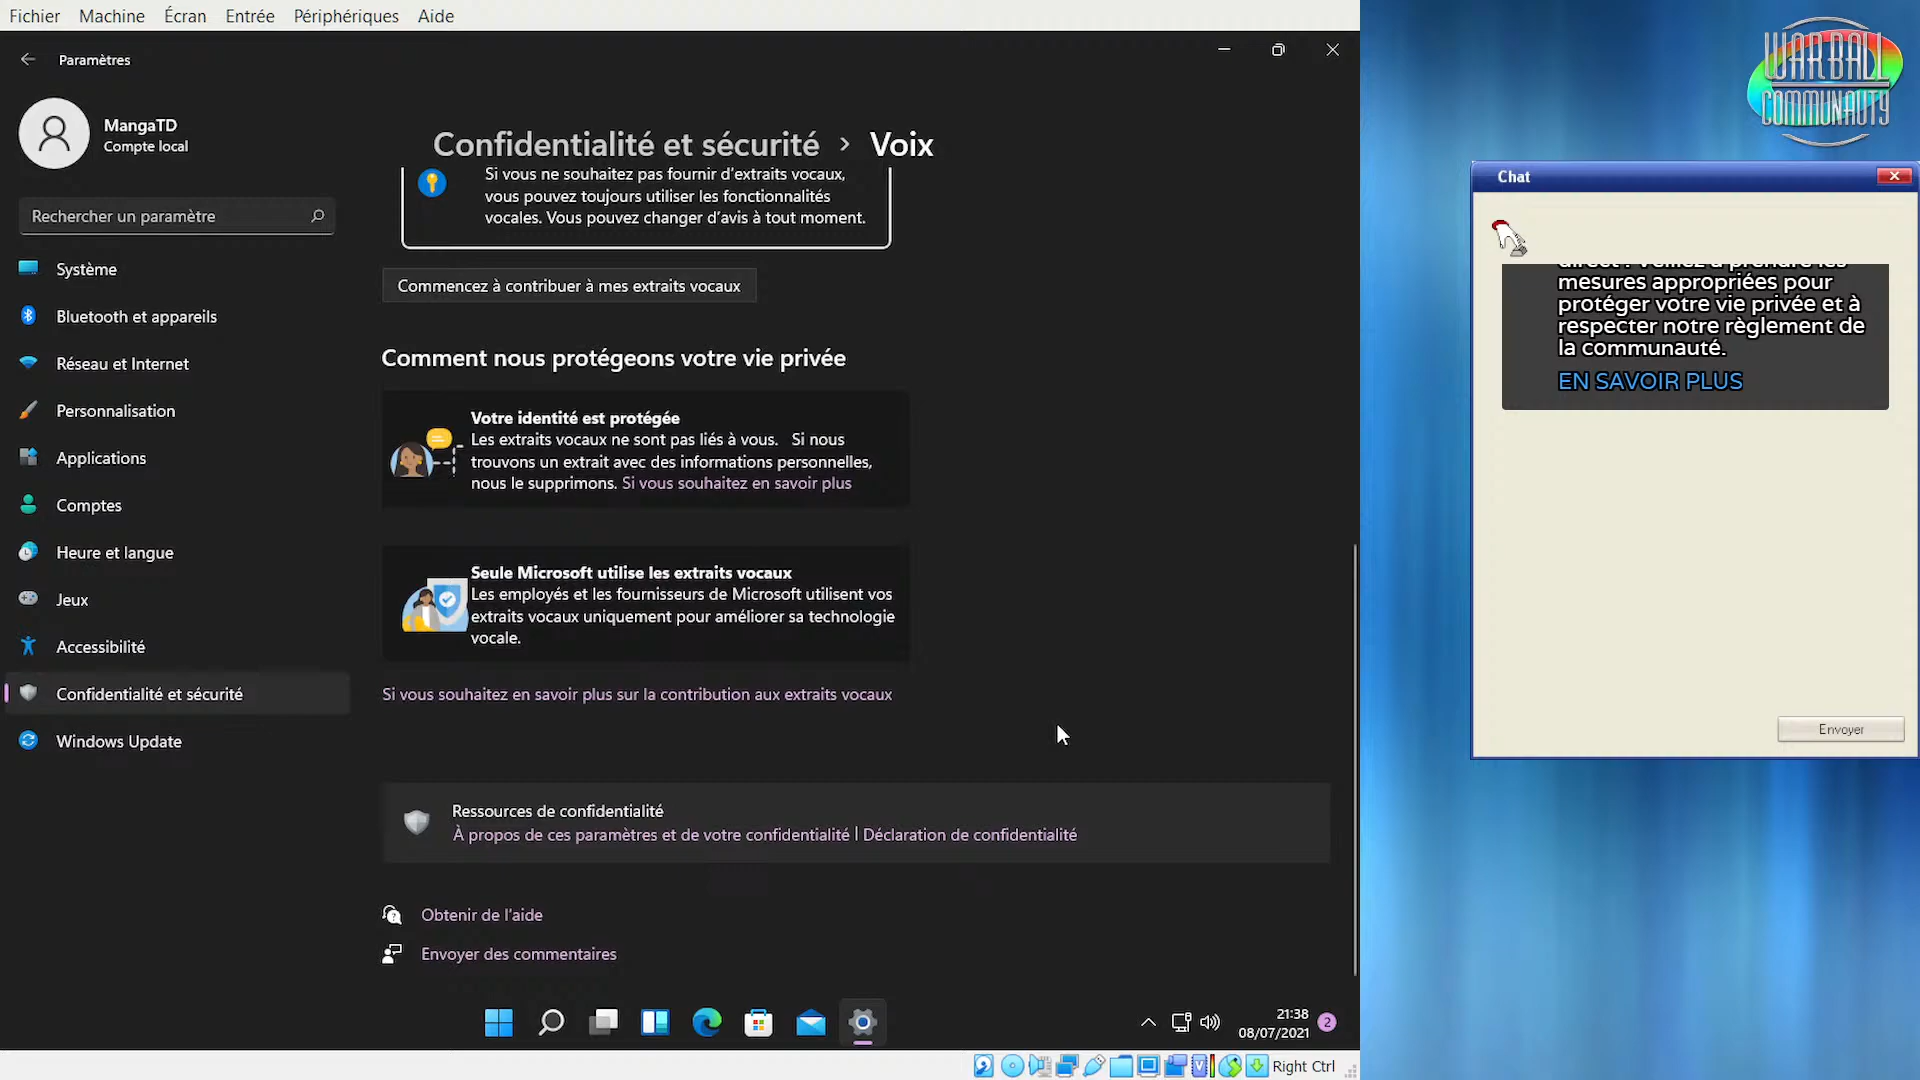 Fichier Machine Écran Entrée Périphériques Aide
Paramètres
MangaTD
Compte local
Rechercher un paramètre
Système
Bluetooth et appareils
Réseau et Internet
Personnalisation
Applications
Comptes
Heure et langue
Jeux
Accessibilité
Confidentialité et sécurité
Windows Update
Confidentialité et sécurité › Voix
Si vous ne souhaitez pas fournir d'extraits vocaux,
vous pouvez toujours utiliser les fonctionnalités
vocales. Vous pouvez changer d'avis à tout moment.
Commencez à contribuer à mes extraits vocaux
Comment nous protégeons votre vie privée
Votre identité est protégée
Les extraits vocaux ne sont pas liés à vous. Si nous
trouvons un extrait avec des informations personnelles,
nous le supprimons. Si vous souhaitez en savoir plus
Seule Microsoft utilise les extraits vocaux
Les employés et les fournisseurs de Microsoft utilisent vos
extraits vocaux uniquement pour améliorer sa technologie
vocale.
Si vous souhaitez en savoir plus sur la contribution aux extraits vocaux
Ressources de confidentialité
À propos de ces paramètres et de votre confidentialité | Déclaration de confidentialité
Obtenir de l'aide
Envoyer des commentaires
21:38
08/07/2021
2
Right Ctrl
WAR BALL
COMMUNAUTY
Chat
direct ! Veillez à prendre les
mesures appropriées pour
protéger votre vie privée et à
respecter notre règlement de
la communauté.
EN SAVOIR PLUS
Envoyer